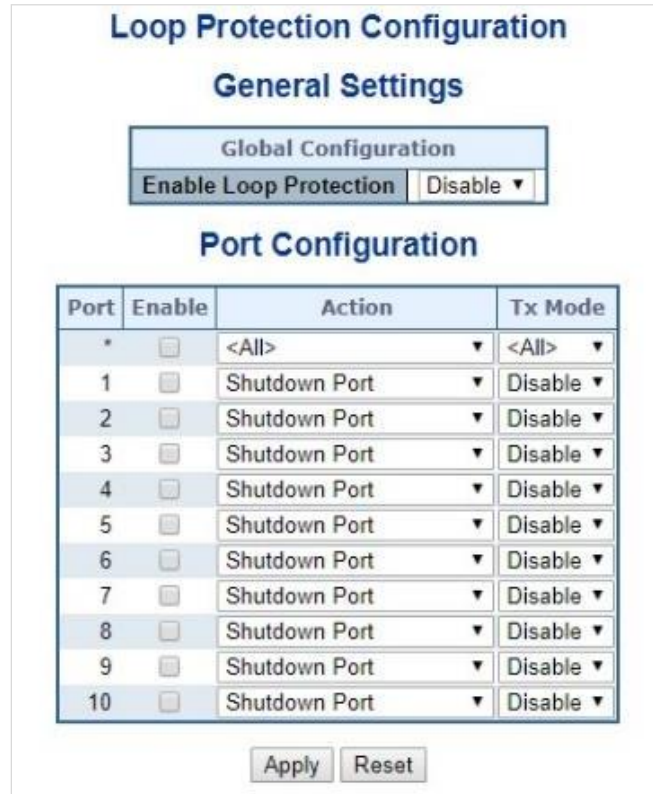 Loop Protection Configuration
General Settings
Global Configuration
Enable Loop Protection Disable
Port Configuration
Port Enable Action Tx Mode
* <All> <All>
1 Shutdown Port Disable
2 Shutdown Port Disable
3 Shutdown Port Disable
4 Shutdown Port Disable
5 Shutdown Port Disable
6 Shutdown Port Disable
7 Shutdown Port Disable
8 Shutdown Port Disable
9 Shutdown Port Disable
10 Shutdown Port Disable
Apply Reset